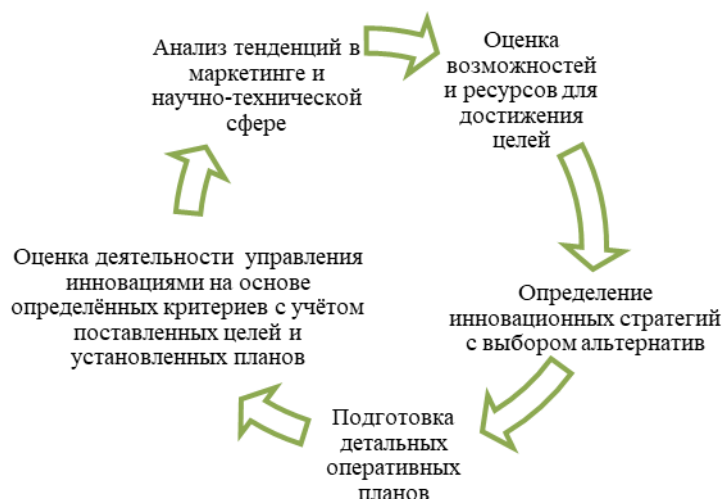 Анализ тенденций в
маркетинге и
научно-технической
сфере
Оценка
возможностей
и ресурсов для
достижения
целей
Определение
инновационных стратегий
с выбором альтернатив
Подготовка
детальных
оперативных
планов
Оценка деятельности управления
инновациями на основе
определённых критериев с учётом
поставленных целей и
установленных планов